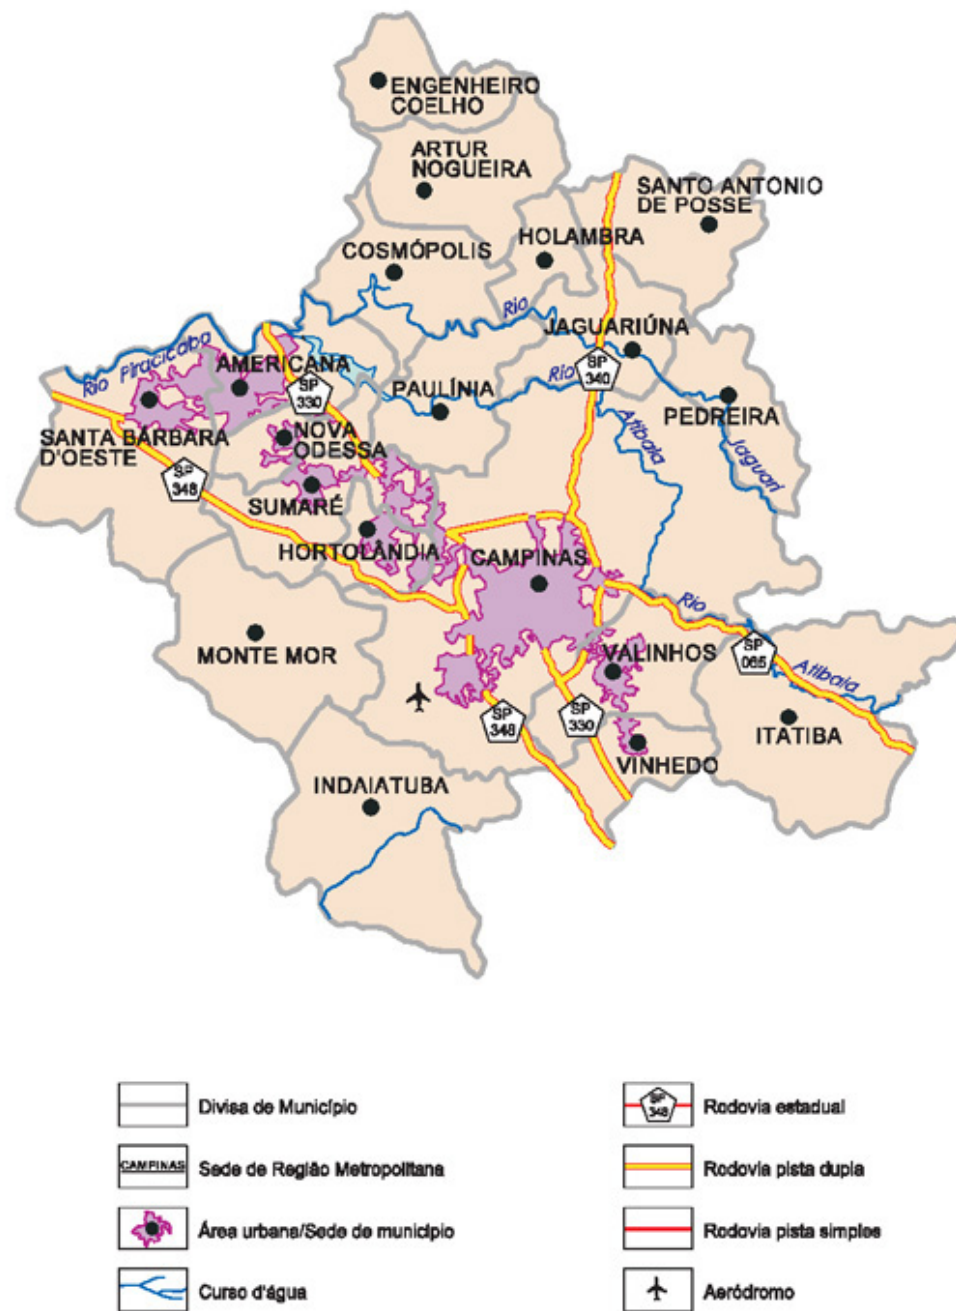 ENGENHEIRO
COELHO
ARTUR
NOGUEIRA
SANTO ANTONIO
DE POSSE
HOLAMBRA
COSMÓPOLIS
Rio
JAGUARIÚNA
Rio Piracicaba
AMERICANA
SP
330
PAULÍNIA
Rio
SP
340
PEDREIRA
Atibaia
Jaguari
SANTA BÁRBARA
D'OESTE
NOVA
ODESSA
SP
348
SUMARÉ
HORTOLÂNDIA
CAMPINAS
Rio
MONTE MOR
VALINHOS
SP
065
Atibaia
SP
348
SP
330
ITATIBA
VINHEDO
INDAIATUBA
Divisa de Município
CAMPINAS
Sede de Região Metropolitana
Área urbana/Sede de município
Curso d'água
SP
348
Rodovia estadual
Rodovia pista dupla
Rodovia pista simples
Aeródromo